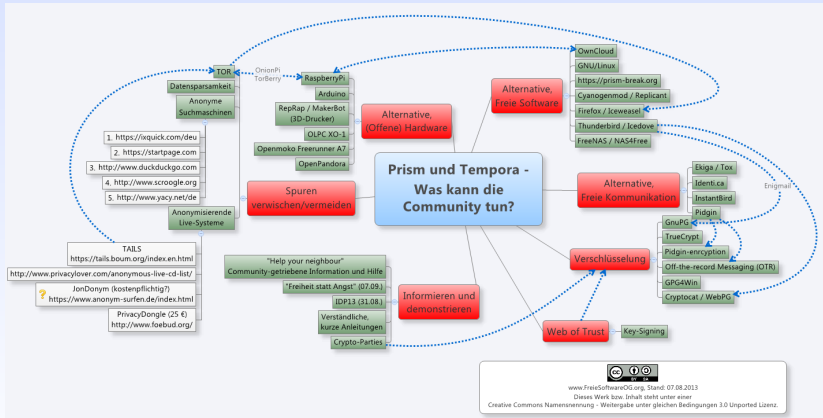 Prism und Tempora -
Was kann die
Community tun?
Alternative,
Freie Software
OwnCloud
GNU/Linux
https://prism-break.org
Cyanogenmod / Replicant
Firefox / Iceweasel
Thunderbird / Icedove
FreeNAS / NAS4Free
Alternative,
Freie Kommunikation
Ekiga / Tox
Identi.ca
InstantBird
Pidgin
Enigmail
Verschlüsselung
GnuPG
TrueCrypt
Pidgin-enrcyption
Off-the-record Messaging (OTR)
GPG4Win
Cryptocat / WebPG
Web of Trust
Key-Signing
Informieren und
demonstrieren
"Help your neighbour"
Community-getriebene Information und Hilfe
"Freiheit statt Angst" (07.09.)
IDP13 (31.08.)
Verständliche,
kurze Anleitungen
Crypto-Parties
Spuren
verwischen/vermeiden
TOR
Datensparsamkeit
Anonyme
Suchmaschinen
1. https://ixquick.com/deu
2. https://startpage.com
3. http://www.duckduckgo.com
4. http://www.scroogle.org
5. http://www.yacy.net/de
Anonymisierende
Live-Systeme
TAILS
https://tails.boum.org/index.en.html
http://www.privacylover.com/anonymous-live-cd-list/
? JonDonym (kostenpflichtig?)
https://www.anonym-surfen.de/index.html
PrivacyDongle (25 €)
http://www.foebud.org/
Alternative,
(Offene) Hardware
OnionPi
TorBerry
RaspberryPi
Arduino
RepRap / MakerBot
(3D-Drucker)
OLPC XO-1
Openmoko Freerunner A7
OpenPandora
cc
BY SA
www.FreieSoftwareOG.org, Stand: 07.08.2013
Dieses Werk bzw. Inhalt steht unter einer
Creative Commons Namensnennung - Weitergabe unter gleichen Bedingungen 3.0 Unported Lizenz.